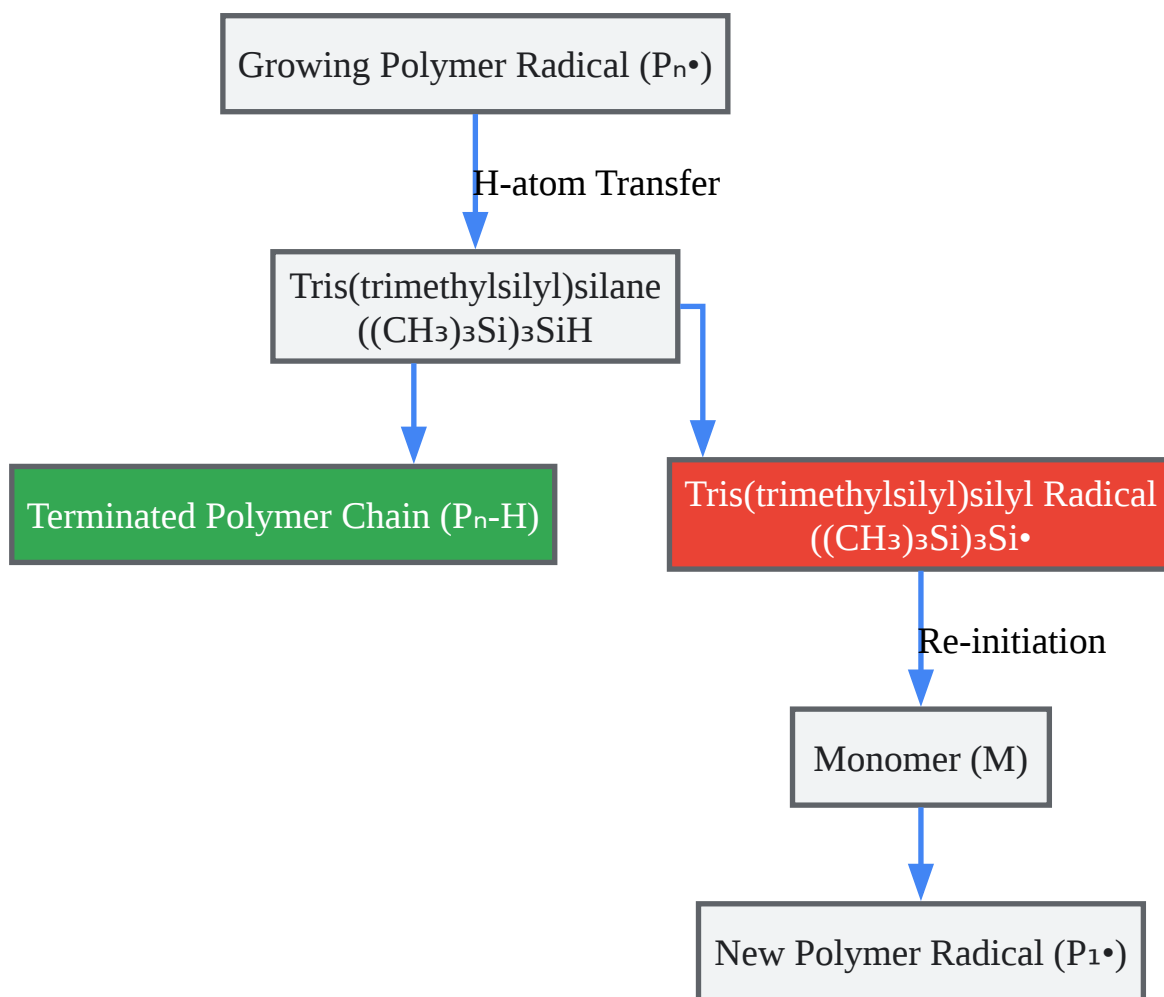 Growing Polymer Radical (Pₙ•)
H-atom Transfer
Tris(trimethylsilyl)silane
((CH₃)₃Si)₃SiH
Terminated Polymer Chain (Pₙ-H)
Tris(trimethylsilyl)silyl Radical
((CH₃)₃Si)₃Si•
Re-initiation
Monomer (M)
New Polymer Radical (P₁•)